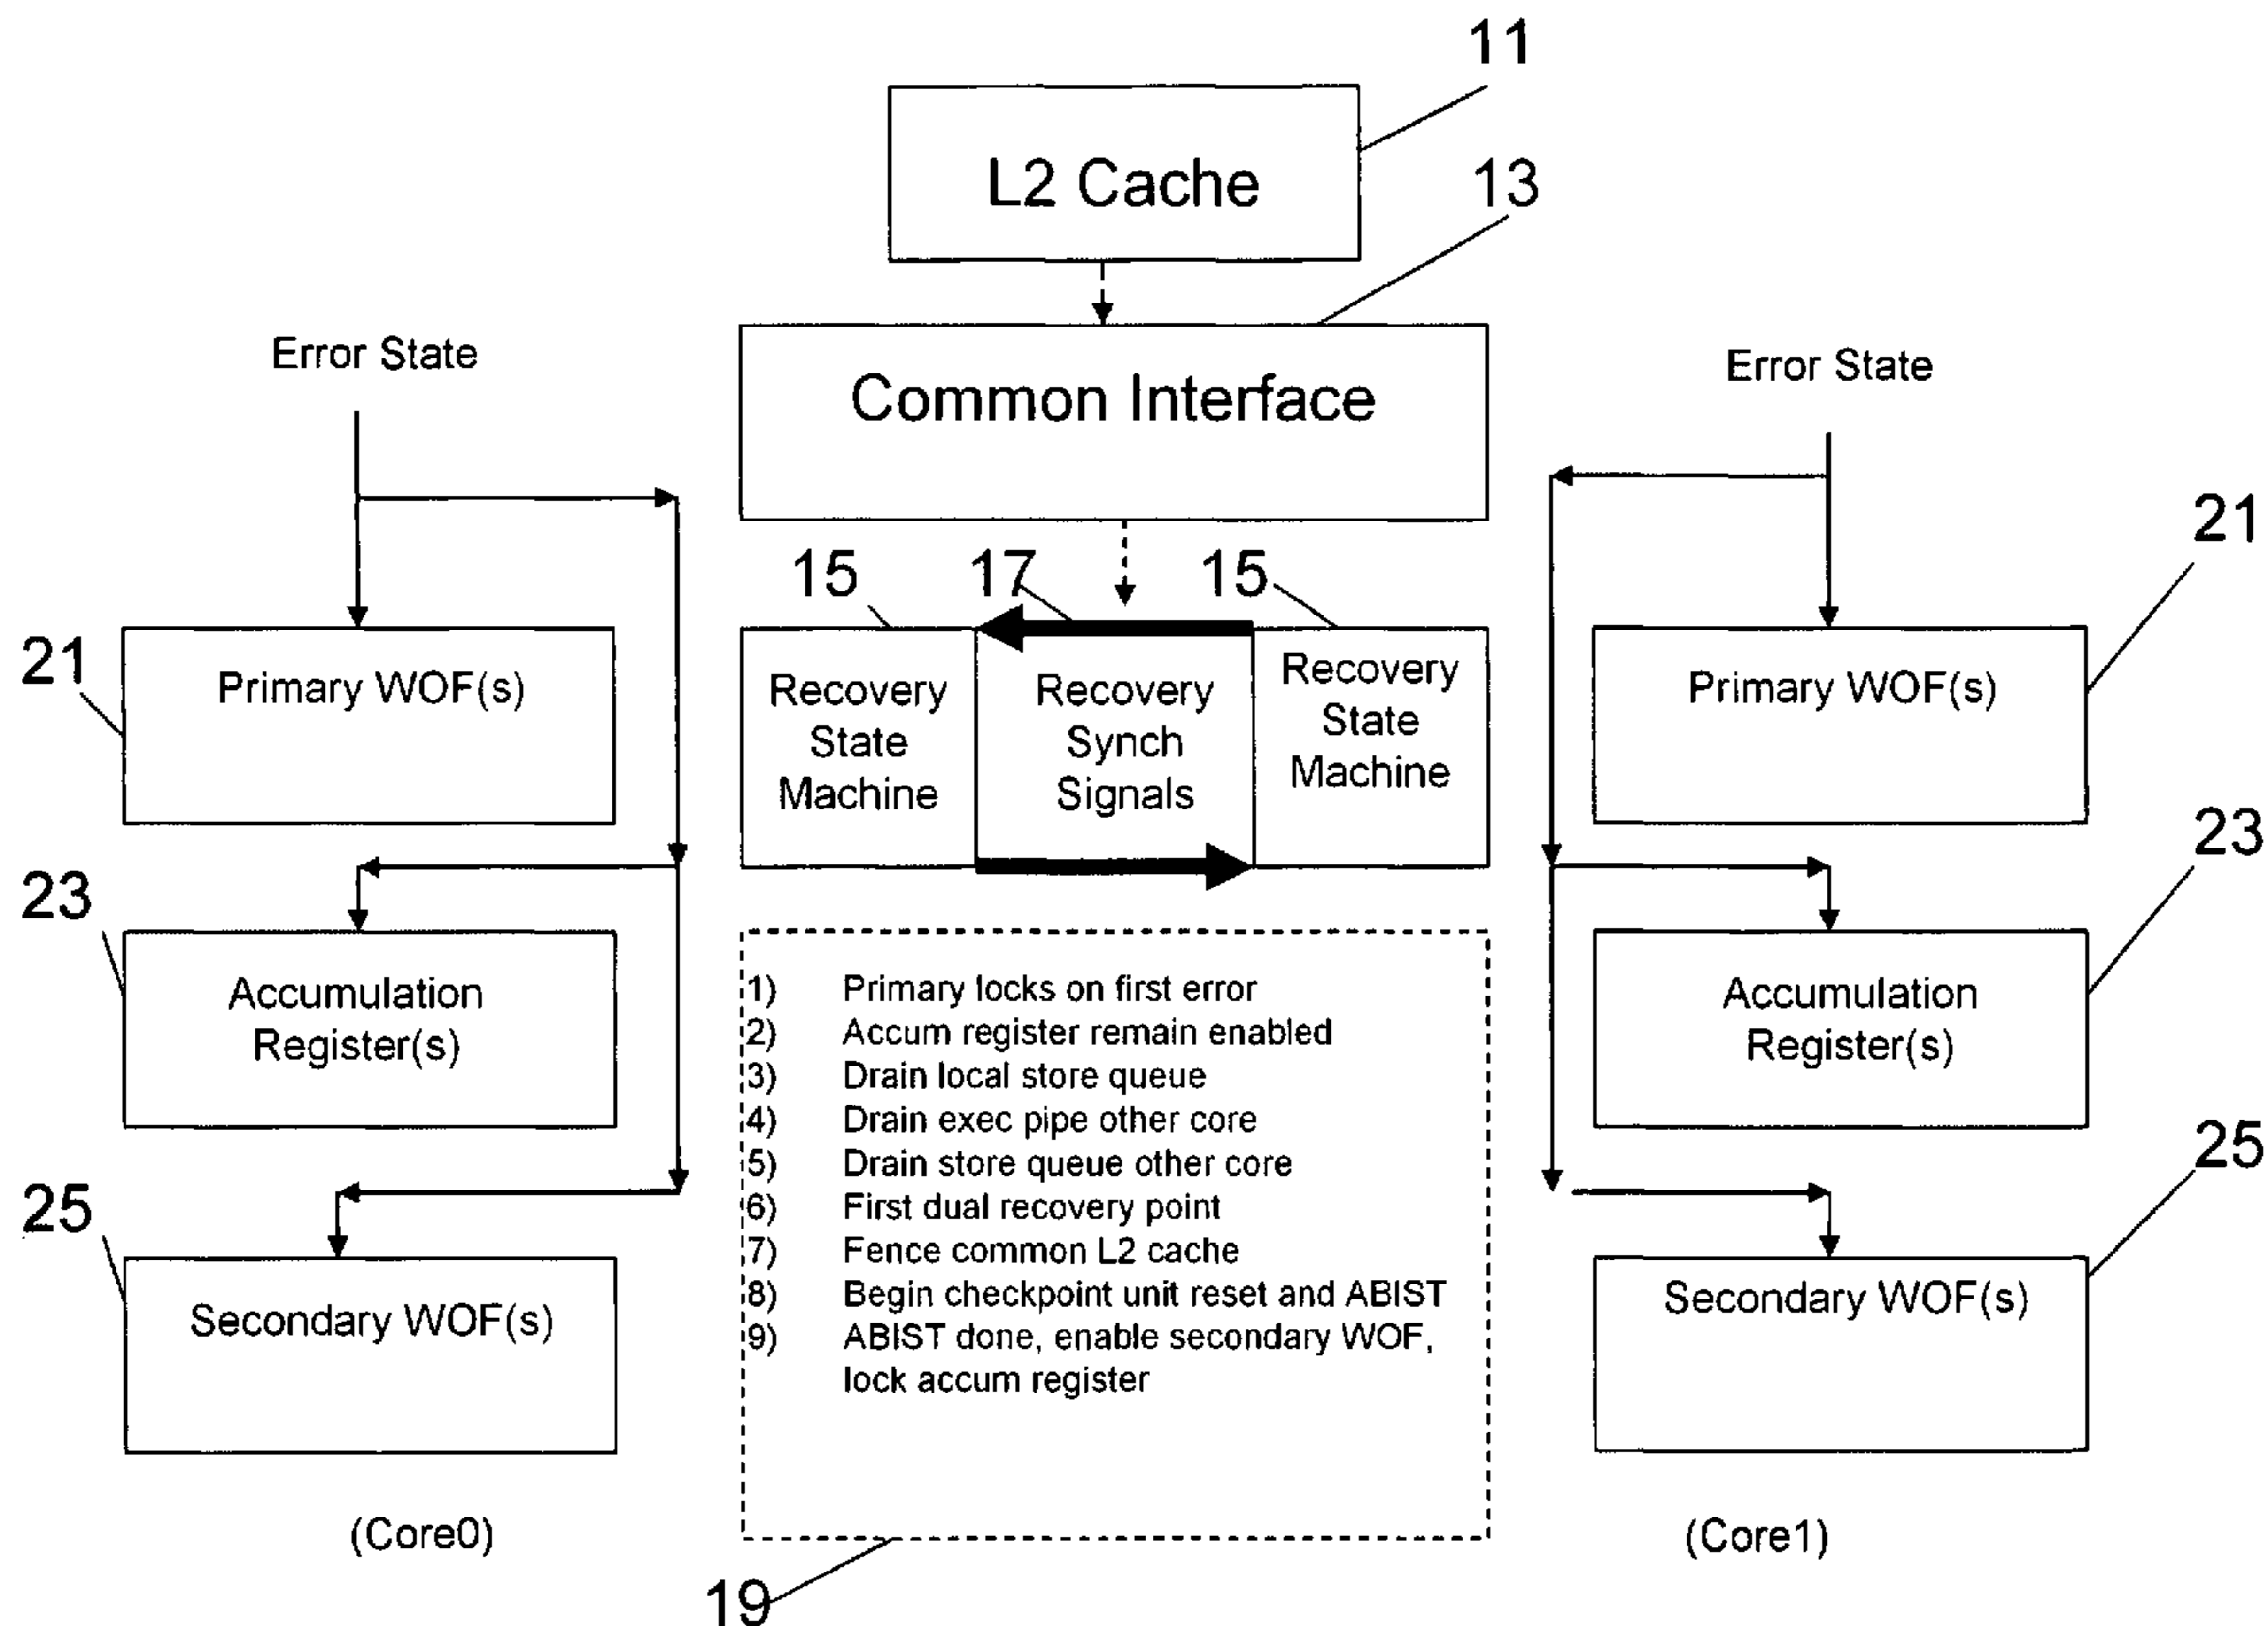 11
L2 Cache
13
Common Interface
Error State
Error State
15
17
15
21
21
Primary WOF(s)
Recovery
State
Machine
Recovery
Synch
Signals
Recovery
State
Machine
Primary WOF(s)
23
23
Accumulation
Register(s)
Accumulation
Register(s)
1) Primary locks on first error
2) Accum register remain enabled
3) Drain local store queue
4) Drain exec pipe other core
5) Drain store queue other core
6) First dual recovery point
7) Fence common L2 cache
8) Begin checkpoint unit reset and ABIST
9) ABIST done, enable secondary WOF,
lock accum register
25
25
Secondary WOF(s)
Secondary WOF(s)
(Core0)
(Core1)
19